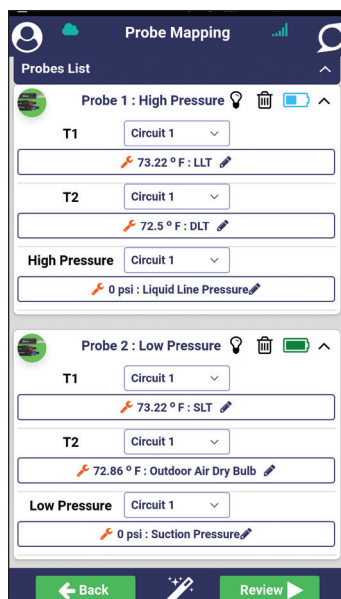 Probe Mapping
Probes List
Probe 1 : High Pressure
T1 Circuit 1
73.22 º F : LLT
T2 Circuit 1
72.5 º F : DLT
High Pressure Circuit 1
0 psi : Liquid Line Pressure
Probe 2 : Low Pressure
T1 Circuit 1
73.22 º F : SLT
T2 Circuit 1
72.86 º F : Outdoor Air Dry Bulb
Low Pressure Circuit 1
0 psi : Suction Pressure
Back Review